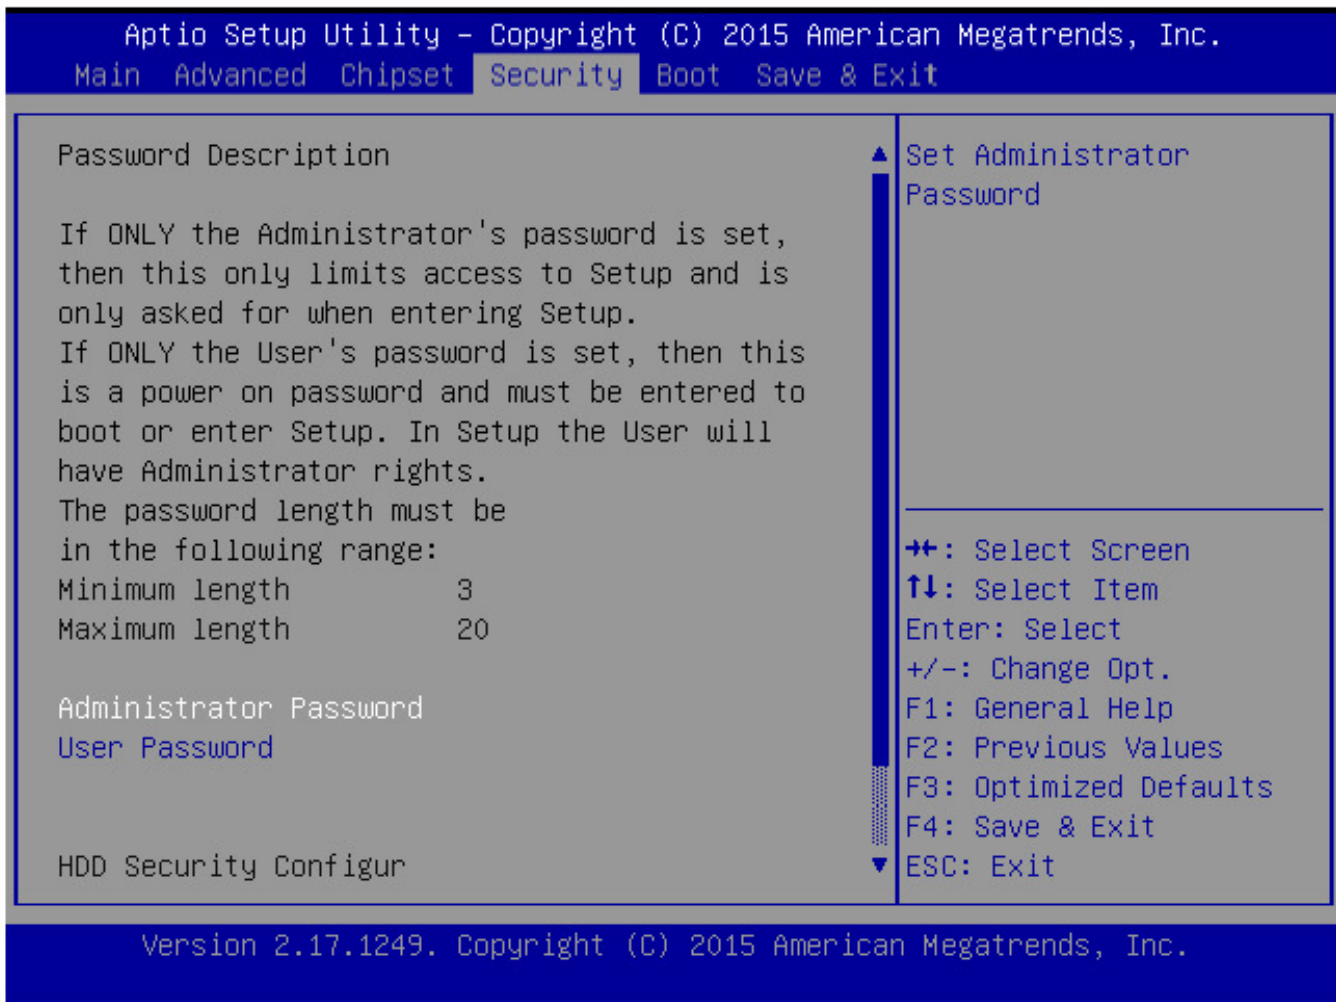 Aptio Setup Utility – Copyright (C) 2015 American Megatrends, Inc.
Main Advanced Chipset Security Boot Save & Exit
Password Description
If ONLY the Administrator's password is set,
then this only limits access to Setup and is
only asked for when entering Setup.
If ONLY the User's password is set, then this
is a power on password and must be entered to
boot or enter Setup. In Setup the User will
have Administrator rights.
The password length must be
in the following range:
Minimum length 3
Maximum length 20
Administrator Password
User Password
HDD Security Configur
Set Administrator
Password
→←: Select Screen
↑↓: Select Item
Enter: Select
+/-: Change Opt.
F1: General Help
F2: Previous Values
F3: Optimized Defaults
F4: Save & Exit
ESC: Exit
Version 2.17.1249. Copyright (C) 2015 American Megatrends, Inc.